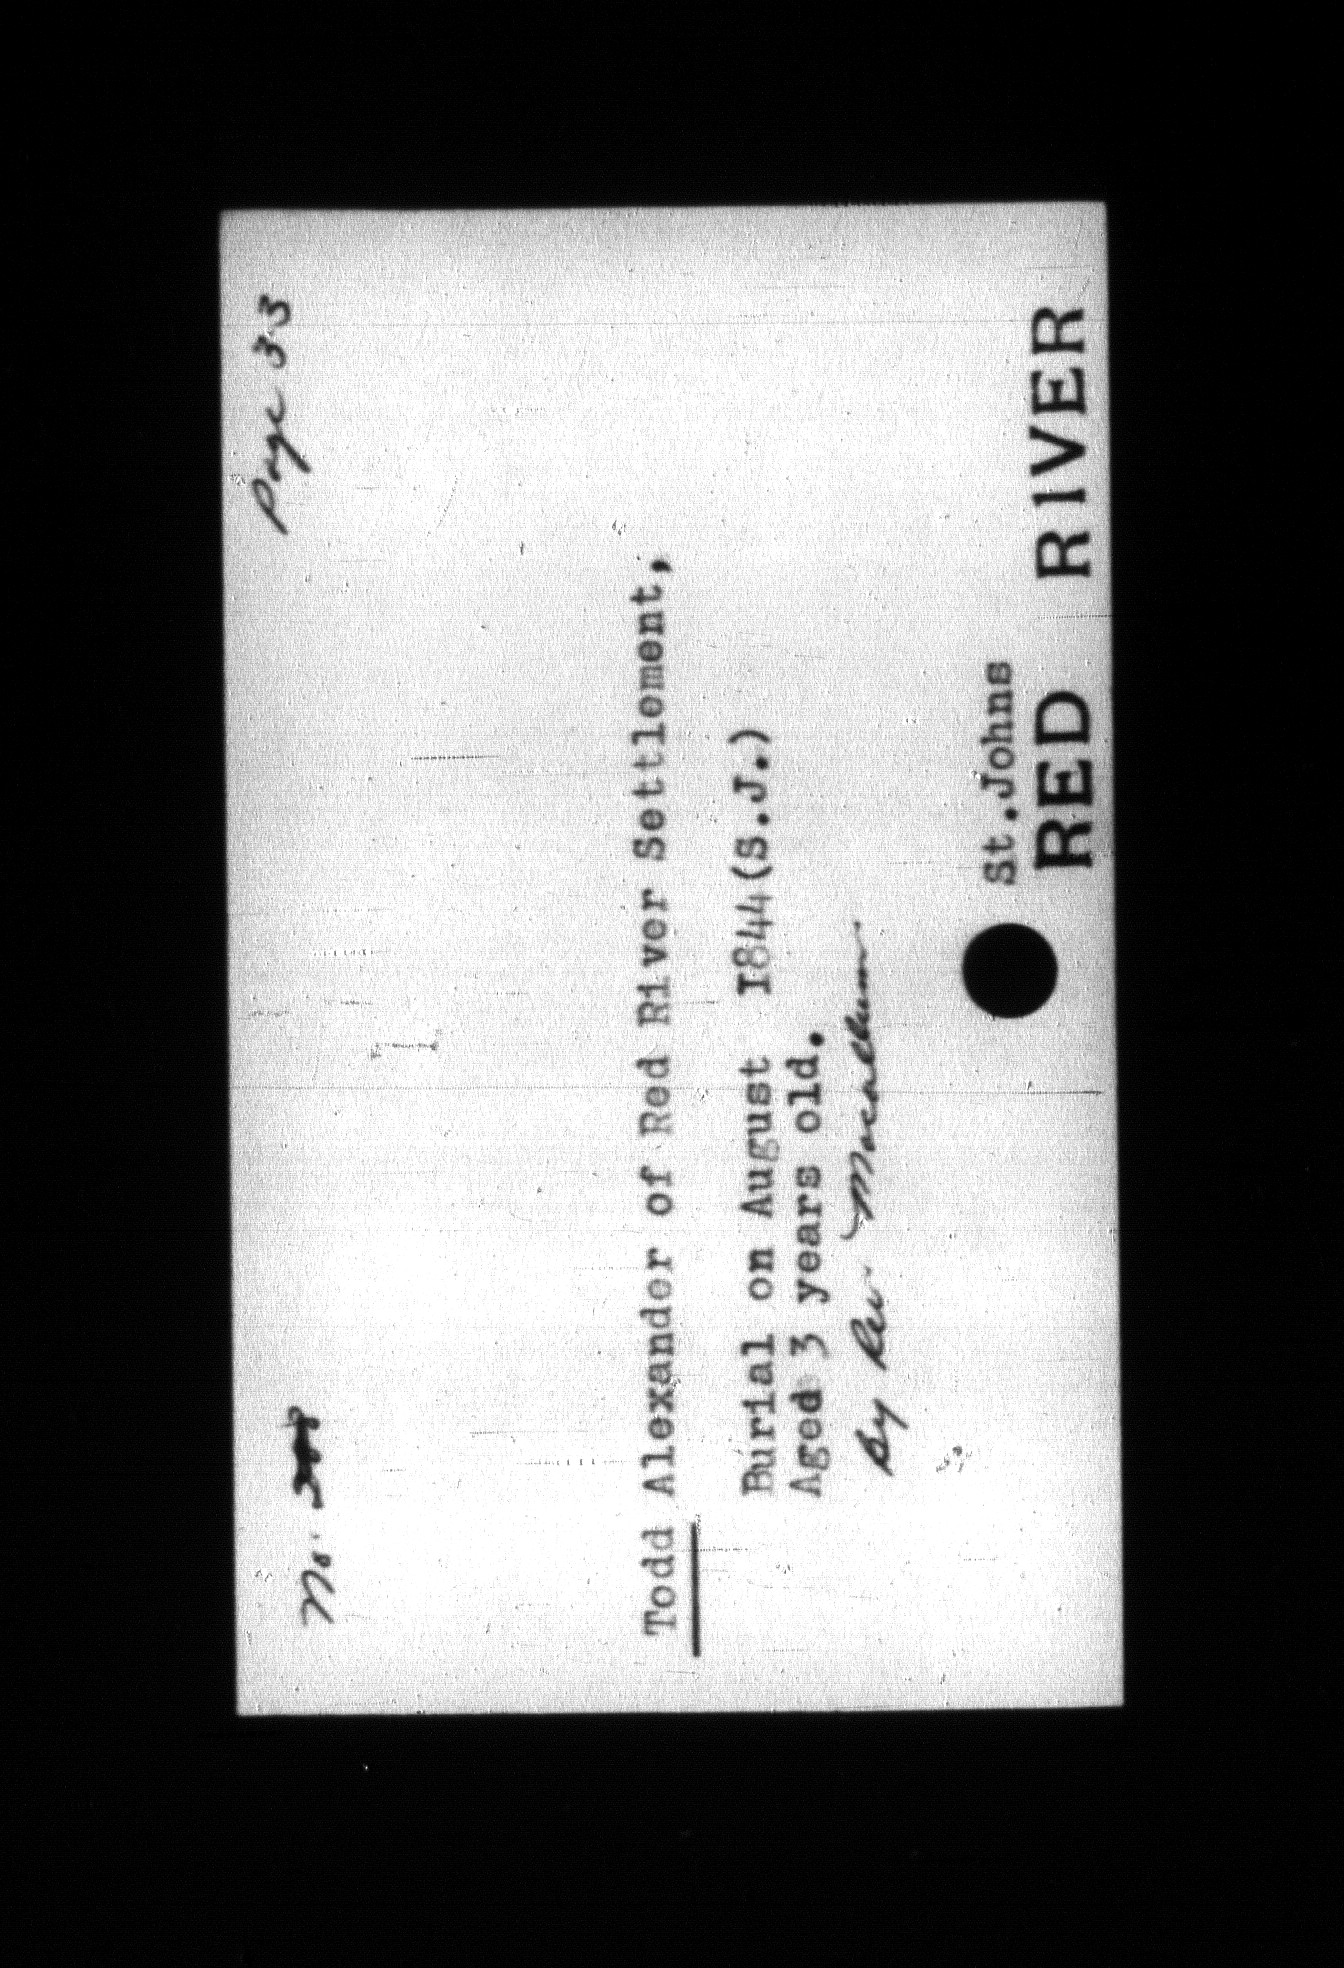 Page 33
No.
Todd Alexander of Red River Settlement,
Burial on August 1844(S.J.)
Aged 3 years old.
By Rev. Macallum.
St.Johns
RED RIVER